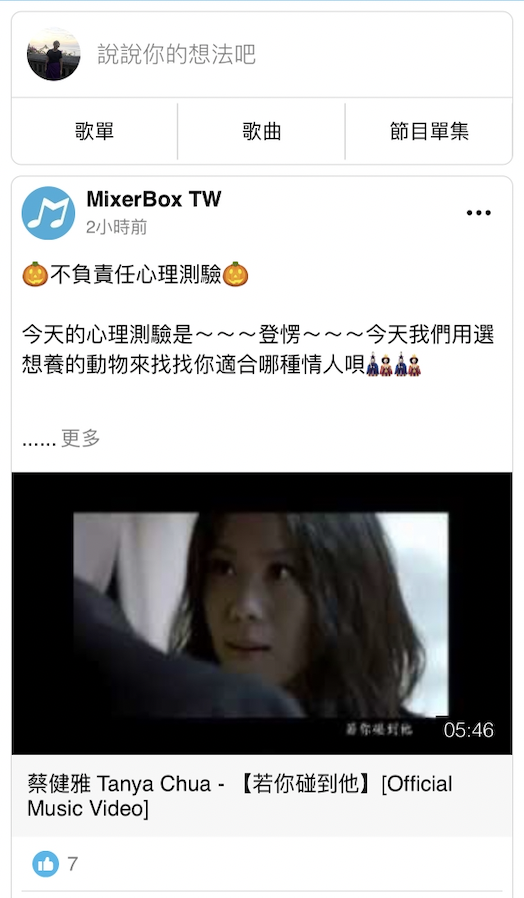 說說你的想法吧
歌單
歌曲
節目單集
MixerBox TW
2小時前
🎃不負責任心理測驗🎃
今天的心理測驗是～～～登愣～～～今天我們用選
想養的動物來找找你適合哪種情人唄🎎🎎
...... 更多
若你碰到他
05:46
蔡健雅 Tanya Chua - 【若你碰到他】[Official
Music Video]
7